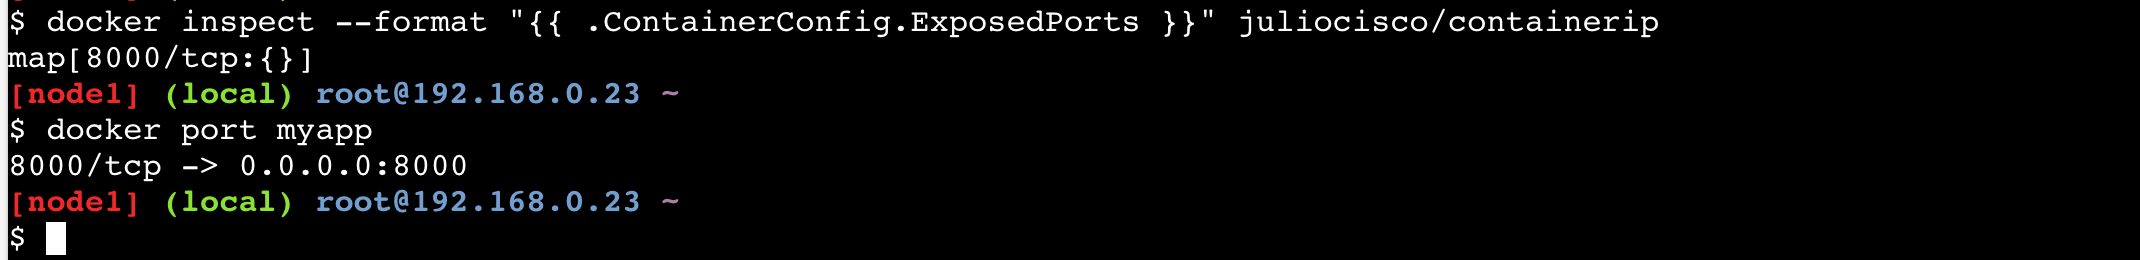 $ docker inspect --format "{{ .ContainerConfig.ExposedPorts }}" juliocisco/containerip
map[8000/tcp:{}]
[node1] (local) root@192.168.0.23 ~
$ docker port myapp
8000/tcp -> 0.0.0.0:8000
[node1] (local) root@192.168.0.23 ~
$